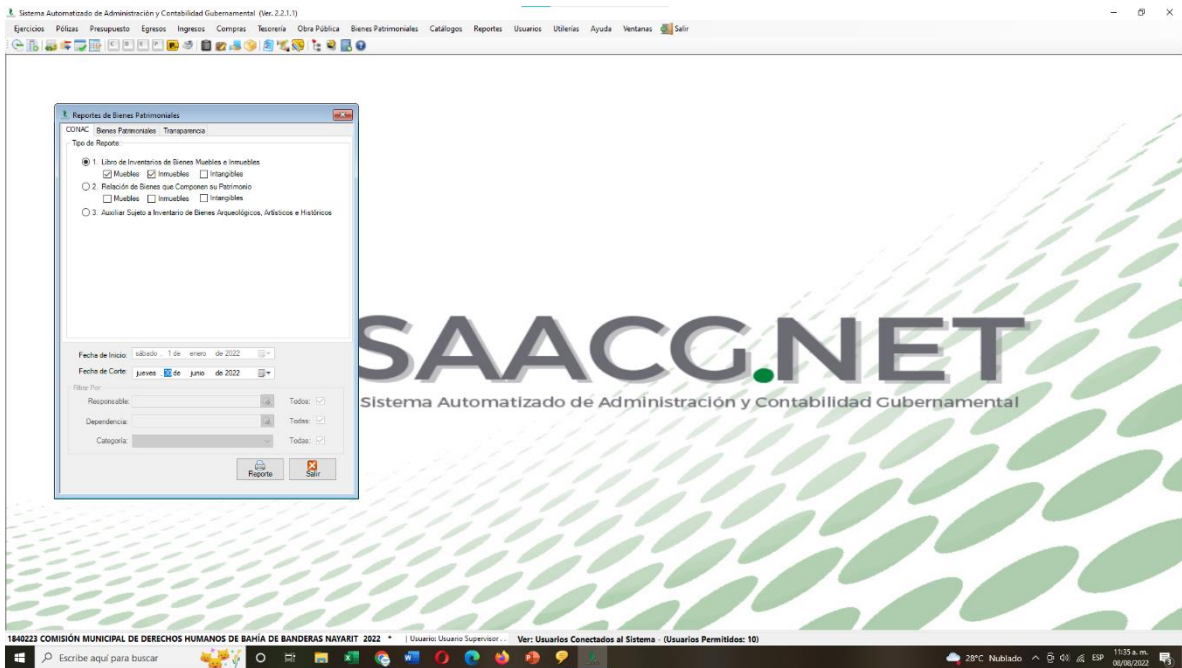 Sistema Automatizado de Administración y Contabilidad Gubernamental (Ver. 2.2.1.1)
Ejercicios Pólizas Presupuesto Egresos Ingresos Compras Tesorería Obra Pública Bienes Patrimoniales Catálogos Reportes Usuarios Utilerías Ayuda Ventanas Salir
Reportes de Bienes Patrimoniales
CONAC Bienes Patrimoniales Transparencia
Tipo de Reporte:
1. Libro de Inventarios de Bienes Muebles e Inmuebles
Muebles Inmuebles Intangibles
2. Relación de Bienes que Componen su Patrimonio
Muebles Inmuebles Intangibles
3. Auxiliar Sujeto a Inventario de Bienes Arqueológicos, Artísticos e Históricos
Fecha de Inicio: sábado , 1 de enero de 2022
Fecha de Corte: jueves , 30 de junio de 2022
Filtrar Por:
Responsable: Todos:
Dependencia: Todas:
Categoría: Todas:
Reporte Salir
SAACG.NET
Sistema Automatizado de Administración y Contabilidad Gubernamental
1840223 COMISIÓN MUNICIPAL DE DERECHOS HUMANOS DE BAHÍA DE BANDERAS NAYARIT 2022 * | Usuario: Usuario Supervisor . . Ver: Usuarios Conectados al Sistema - (Usuarios Permitidos: 10)
Escribe aquí para buscar
28°C Nublado ESP 11:35 a. m.
08/08/2022